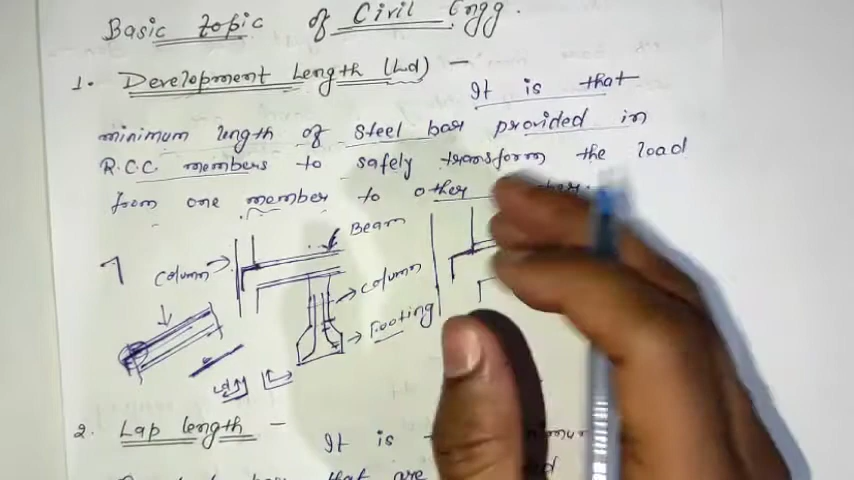 Basic topic of Civil Engg.
1. Development Length (Ld) - It is that
minimum length of steel bar provided in
R.C.C members to safely transform the load
from one member to other
Beam
Column
Column
Footing
2. Lap length - It is
that are